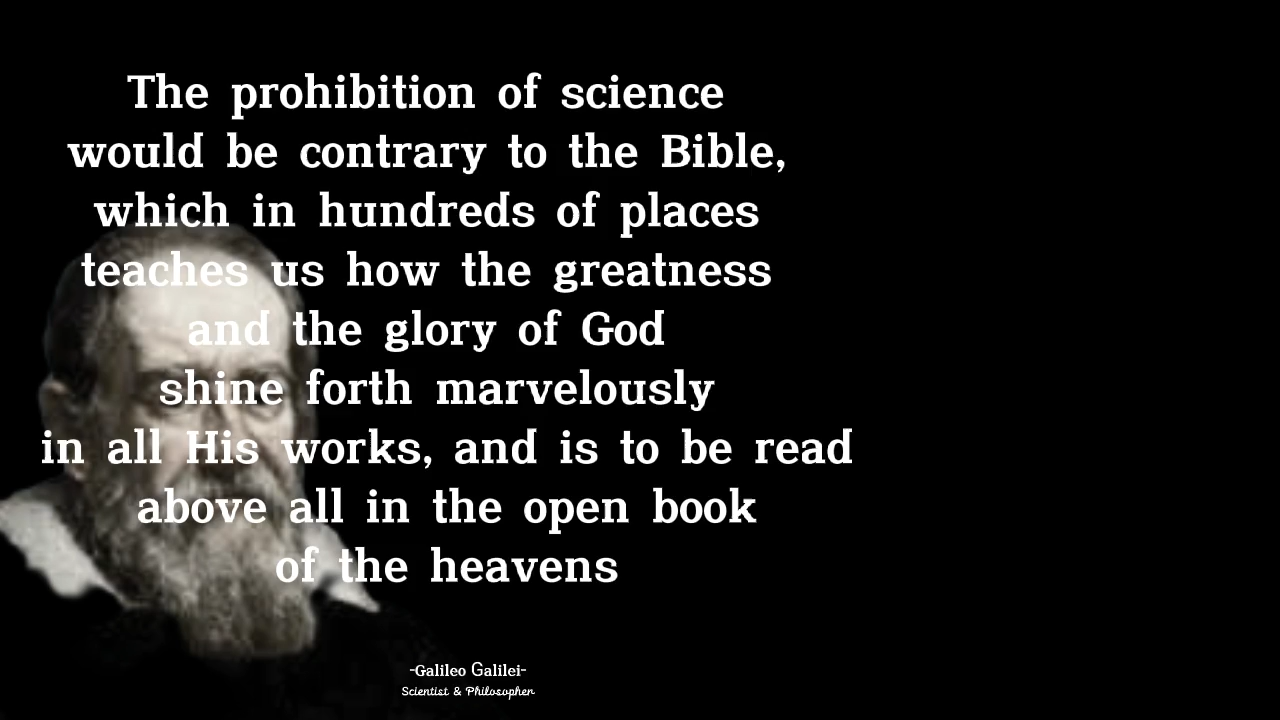 The prohibition of science
would be contrary to the Bible,
which in hundreds of places
teaches us how the greatness
and the glory of God
shine forth marvelously
in all His works, and is to be read
above all in the open book
of the heavens
-Galileo Galilei-
Scientist & Philosopher